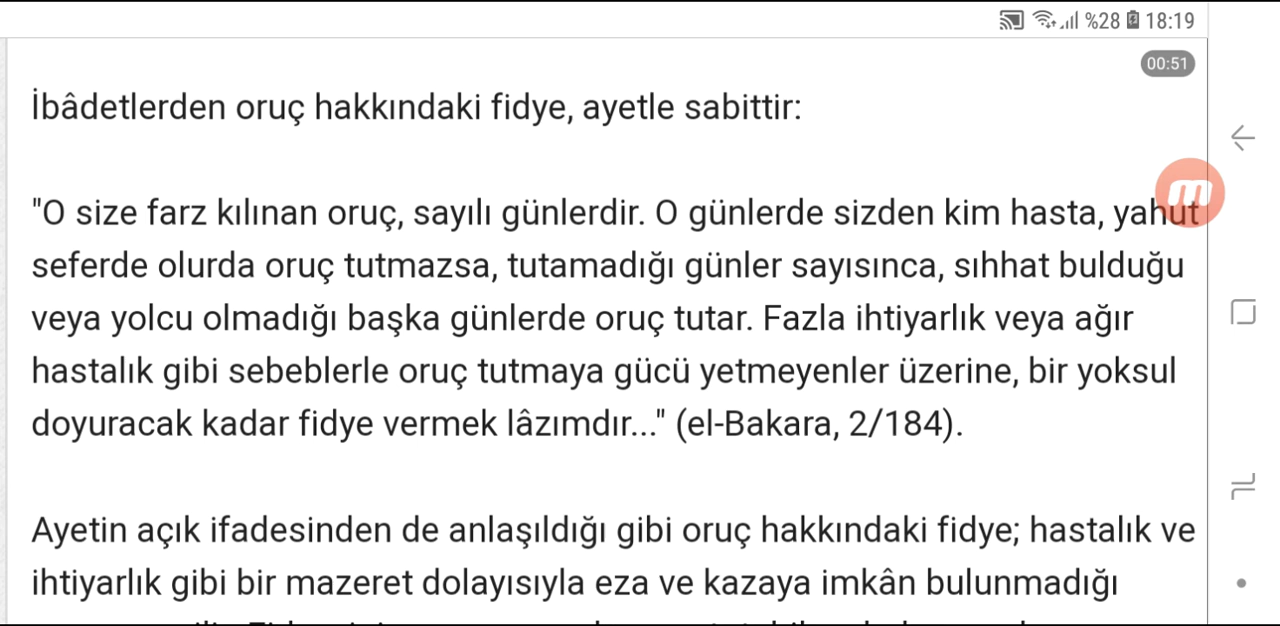 %28 18:19
00:51
İbâdetlerden oruç hakkındaki fidye, ayetle sabittir:
"O size farz kılınan oruç, sayılı günlerdir. O günlerde sizden kim hasta, yahut
seferde olurda oruç tutmazsa, tutamadığı günler sayısınca, sıhhat bulduğu
veya yolcu olmadığı başka günlerde oruç tutar. Fazla ihtiyarlık veya ağır
hastalık gibi sebeblerle oruç tutmaya gücü yetmeyenler üzerine, bir yoksul
doyuracak kadar fidye vermek lâzımdır..." (el-Bakara, 2/184).
Ayetin açık ifadesinden de anlaşıldığı gibi oruç hakkındaki fidye; hastalık ve
ihtiyarlık gibi bir mazeret dolayısıyla eza ve kazaya imkân bulunmadığı